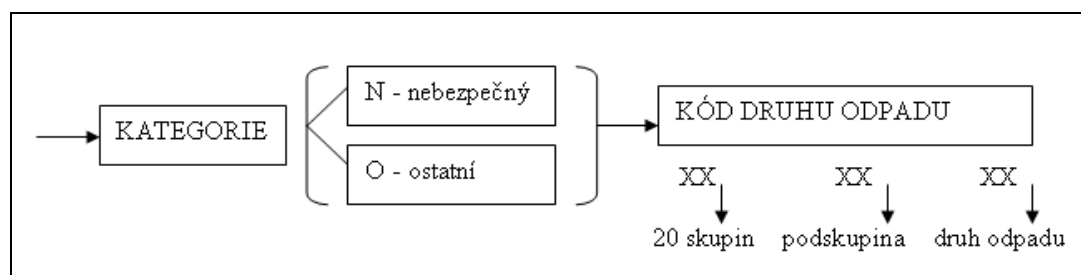 KATEGORIE
N - nebezpečný
O - ostatní
KÓD DRUHU ODPADU
XX XX XX
20 skupin podskupina druh odpadu